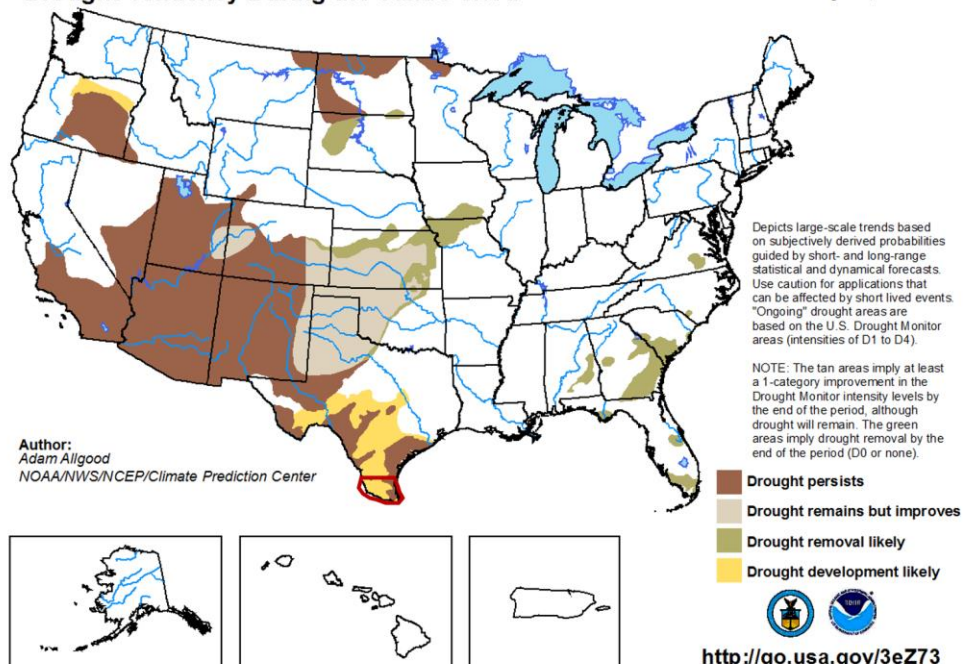 Depicts large-scale trends based
on subjectively derived probabilities
guided by short- and long-range
statistical and dynamical forecasts.
Use caution for applications that
can be affected by short lived events.
"Ongoing" drought areas are
based on the U.S. Drought Monitor
areas (intensities of D1 to D4).
NOTE: The tan areas imply at least
a 1-category improvement in the
Drought Monitor intensity levels by
the end of the period, although
drought will remain. The green
areas imply drought removal by the
end of the period (D0 or none).
Author:
Adam Allgood
NOAA/NWS/NCEP/Climate Prediction Center
Drought persists
Drought remains but improves
Drought removal likely
Drought development likely
http://go.usa.gov/3eZ73